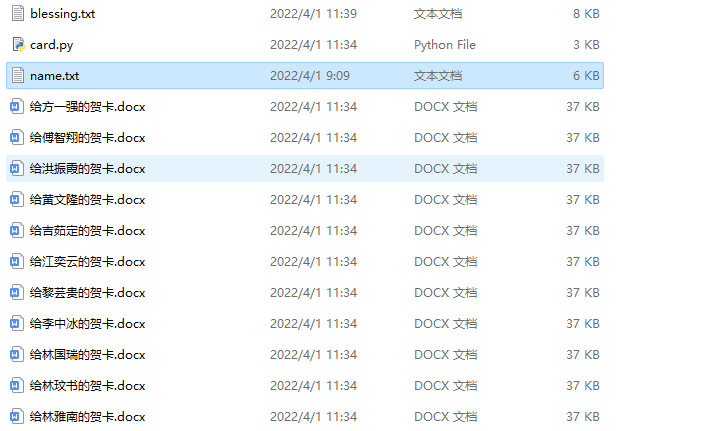 blessing.txt 2022/4/1 11:39 文本文档 8 KB
card.py 2022/4/1 11:34 Python File 3 KB
name.txt 2022/4/1 9:09 文本文档 6 KB
给方一强的贺卡.docx 2022/4/1 11:34 DOCX 文档 37 KB
给傅智翔的贺卡.docx 2022/4/1 11:34 DOCX 文档 37 KB
给洪振霞的贺卡.docx 2022/4/1 11:34 DOCX 文档 37 KB
给黄文隆的贺卡.docx 2022/4/1 11:34 DOCX 文档 37 KB
给吉茹定的贺卡.docx 2022/4/1 11:34 DOCX 文档 37 KB
给江奕云的贺卡.docx 2022/4/1 11:34 DOCX 文档 37 KB
给黎芸贵的贺卡.docx 2022/4/1 11:34 DOCX 文档 37 KB
给李中冰的贺卡.docx 2022/4/1 11:34 DOCX 文档 37 KB
给林国瑞的贺卡.docx 2022/4/1 11:34 DOCX 文档 37 KB
给林玟书的贺卡.docx 2022/4/1 11:34 DOCX 文档 37 KB
给林雅南的贺卡.docx 2022/4/1 11:34 DOCX 文档 37 KB